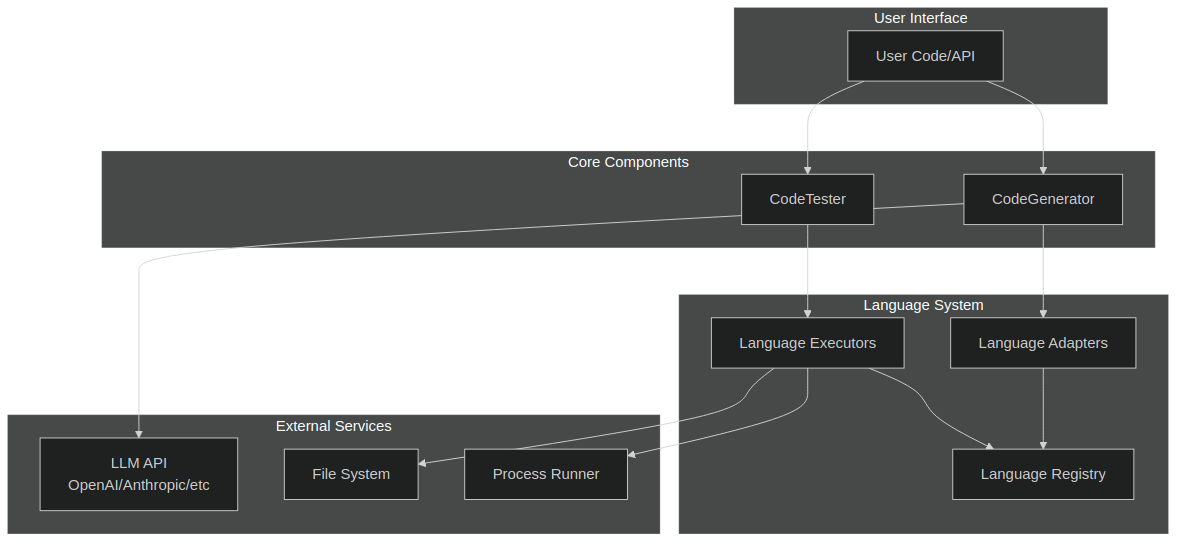 User Interface
User Code/API
Core Components
CodeTester
CodeGenerator
Language System
Language Executors
Language Adapters
External Services
LLM API
OpenAI/Anthropic/etc
File System
Process Runner
Language Registry